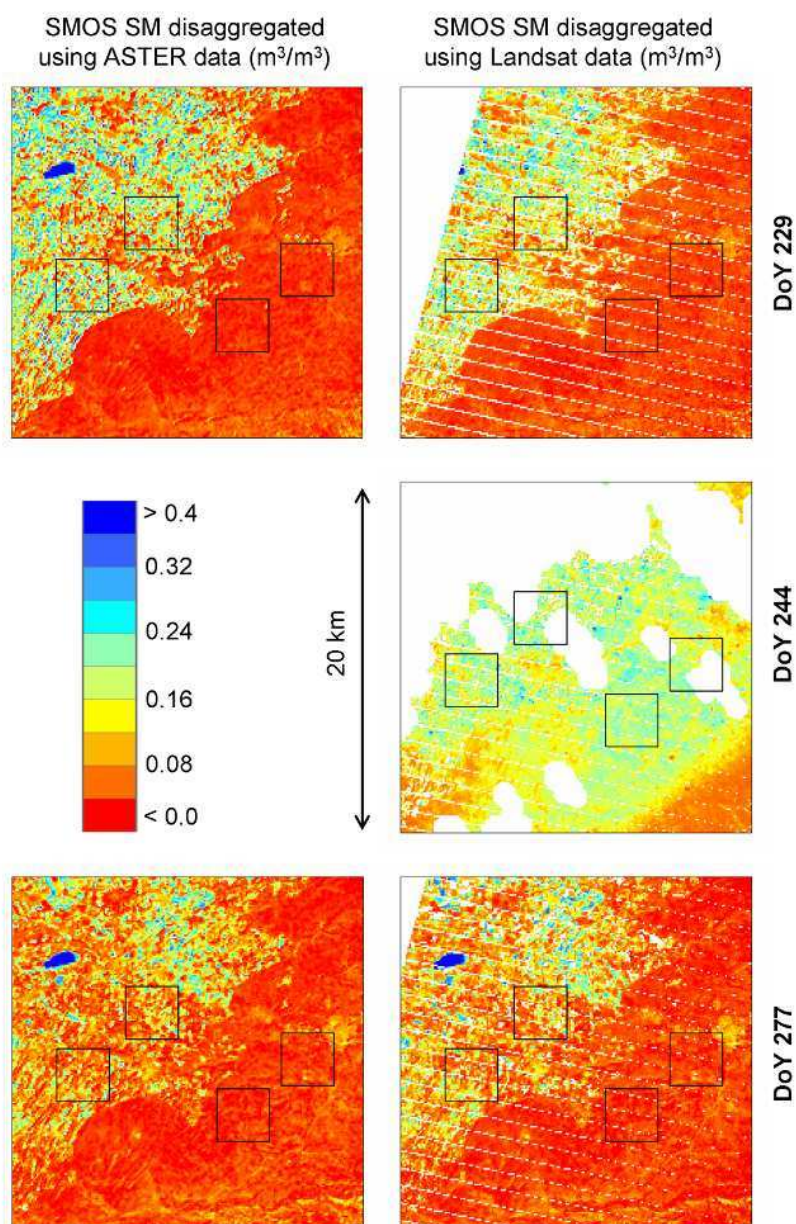 SMOS SM disaggregated
using ASTER data (m³/m³)
SMOS SM disaggregated
using Landsat data (m³/m³)
DoY 229
> 0.4
0.32
0.24
0.16
0.08
< 0.0
20 km
DoY 244
DoY 277